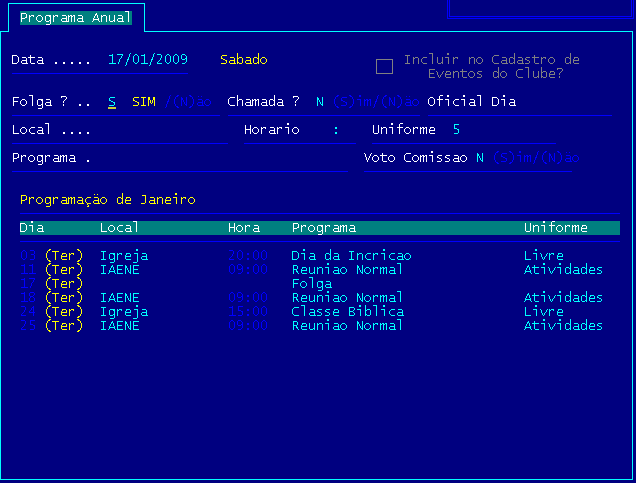 Programa Anual
Data ..... 17/01/2009 Sabado Incluir no Cadastro de
Eventos do Clube?
Folga ? .. S SIM /(N)ão Chamada ? N (S)im/(N)ão Oficial Dia
Local .... Horario : Uniforme 5
Programa . Voto Comissao N (S)im/(N)ão
Programação de Janeiro
Dia Local Hora Programa Uniforme
03 (Ter) Igreja 20:00 Dia da Incricao Livre
11 (Ter) IAENE 09:00 Reuniao Normal Atividades
17 (Ter) Folga
18 (Ter) IAENE 09:00 Reuniao Normal Atividades
24 (Ter) Igreja 15:00 Classe Biblica Livre
25 (Ter) IAENE 09:00 Reuniao Normal Atividades